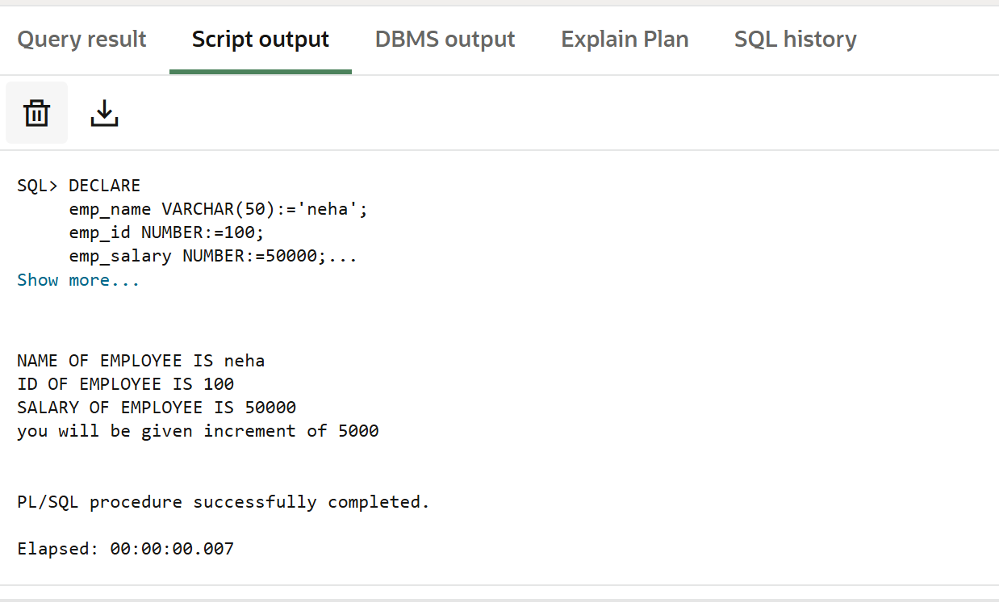 Query result Script output DBMS output Explain Plan SQL history
SQL> DECLARE
emp_name VARCHAR(50):='neha';
emp_id NUMBER:=100;
emp_salary NUMBER:=50000;...
Show more...
NAME OF EMPLOYEE IS neha
ID OF EMPLOYEE IS 100
SALARY OF EMPLOYEE IS 50000
you will be given increment of 5000
PL/SQL procedure successfully completed.
Elapsed: 00:00:00.007